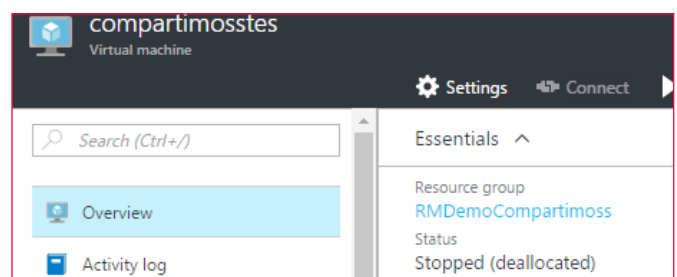 compartimosstes
Virtual machine
Settings
Connect
Search (Ctrl+/)
Essentials
Overview
Activity log
Resource group
RMDemoCompartimoss
Status
Stopped (deallocated)